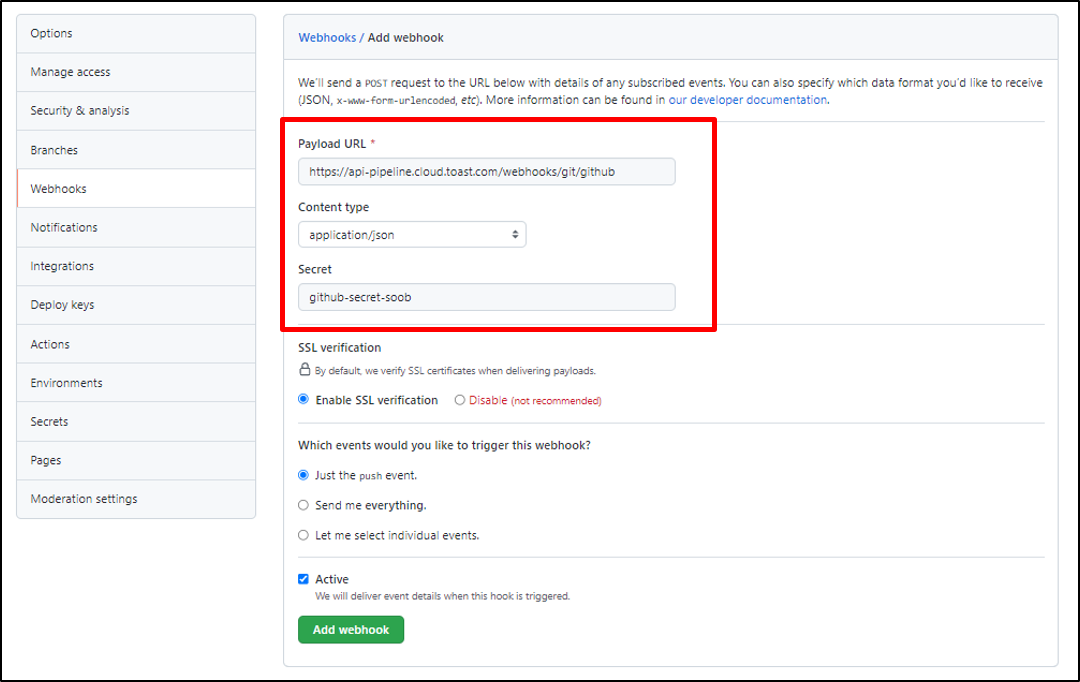 Options
Manage access
Security & analysis
Branches
Webhooks
Notifications
Integrations
Deploy keys
Actions
Environments
Secrets
Pages
Moderation settings
Webhooks / Add webhook
We'll send a POST request to the URL below with details of any subscribed events. You can also specify which data format you'd like to receive
(JSON, x-www-form-urlencoded, etc). More information can be found in our developer documentation.
Payload URL *
https://api-pipeline.cloud.toast.com/webhooks/git/github
Content type
application/json
Secret
github-secret-soob
SSL verification
By default, we verify SSL certificates when delivering payloads.
Enable SSL verification Disable (not recommended)
Which events would you like to trigger this webhook?
Just the push event.
Send me everything.
Let me select individual events.
Active
We will deliver event details when this hook is triggered.
Add webhook